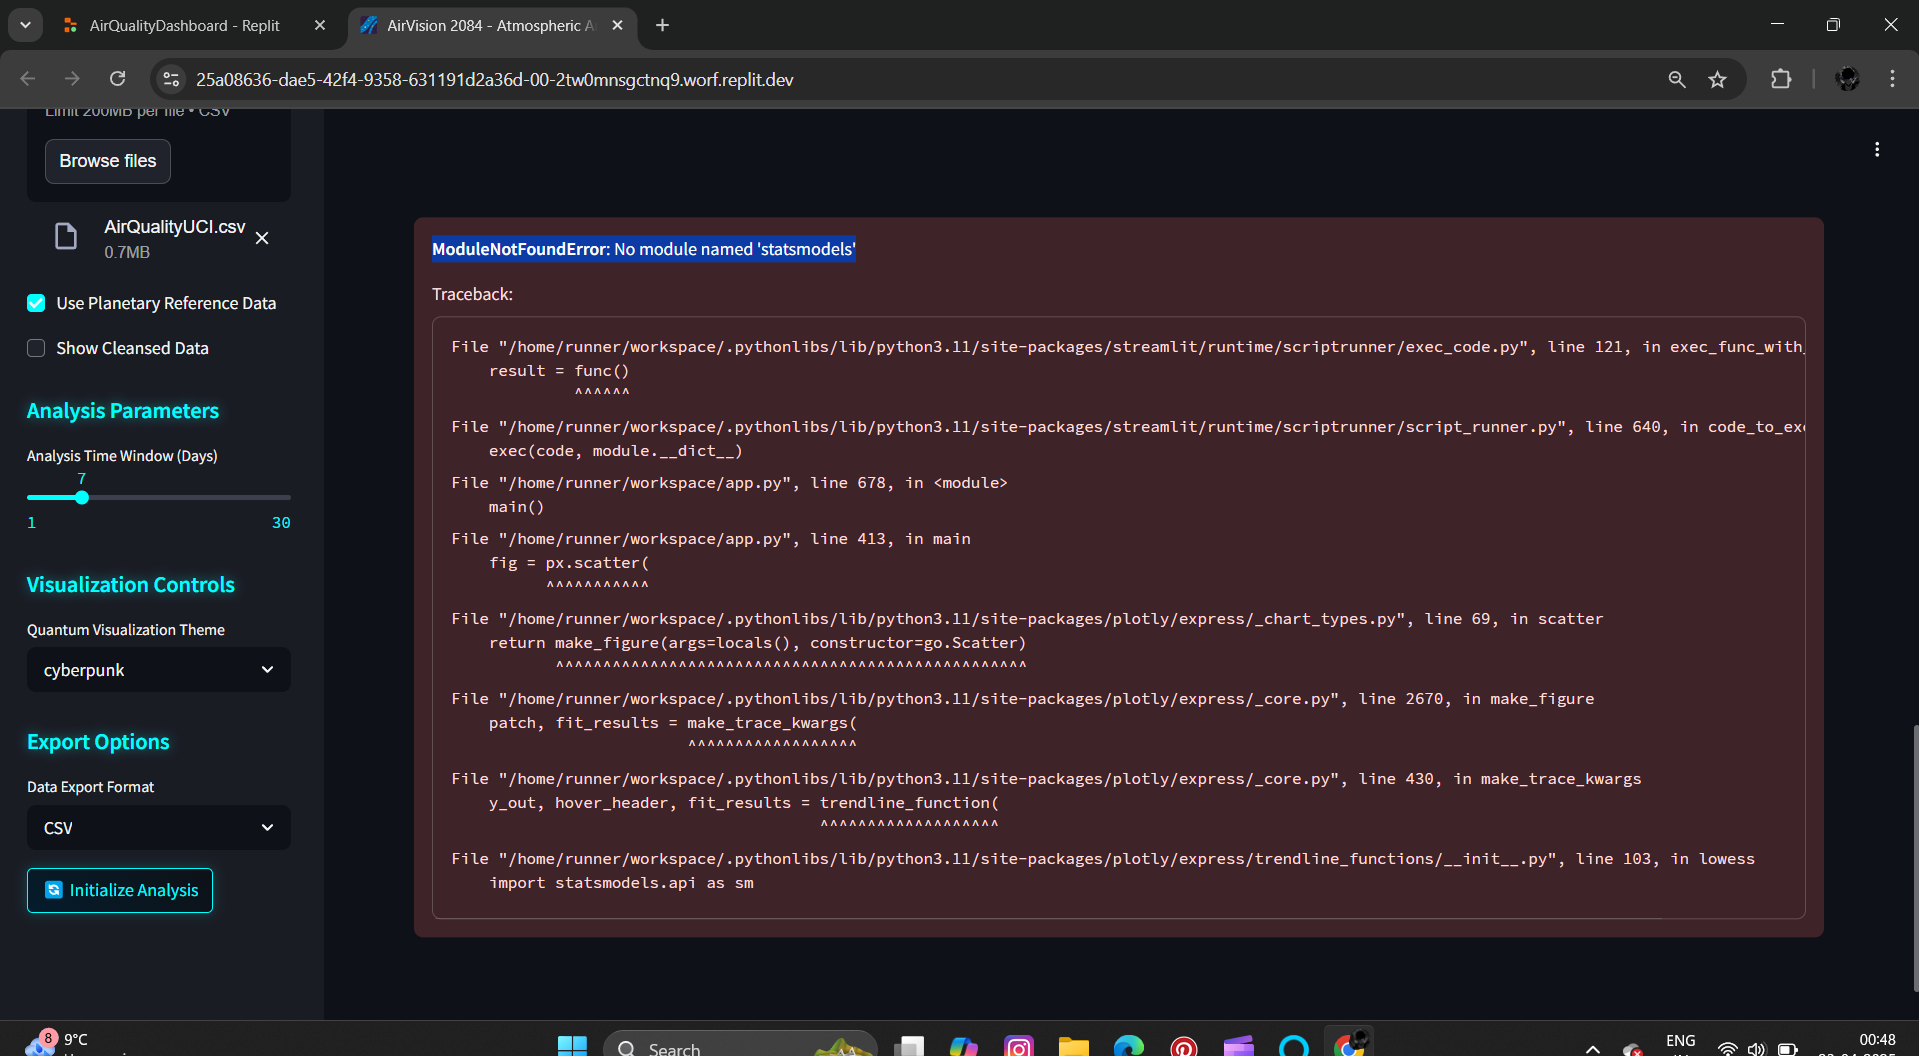 AirQualityDashboard - Replit
AirVision 2084 - Atmospheric A
25a08636-dae5-42f4-9358-631191d2a36d-00-2tw0mnsgctnq9.worf.replit.dev
Limit 200MB per file • CSV
Browse files
AirQualityUCI.csv
0.7MB
Use Planetary Reference Data
Show Cleansed Data
Analysis Parameters
Analysis Time Window (Days)
7
1 30
Visualization Controls
Quantum Visualization Theme
cyberpunk
Export Options
Data Export Format
CSV
Initialize Analysis
ModuleNotFoundError: No module named 'statsmodels'
Traceback:
File "/home/runner/workspace/.pythonlibs/lib/python3.11/site-packages/streamlit/runtime/scriptrunner/exec_code.py", line 121, in exec_func_with_
result = func()
^^^^^^
File "/home/runner/workspace/.pythonlibs/lib/python3.11/site-packages/streamlit/runtime/scriptrunner/script_runner.py", line 640, in code_to_exe
exec(code, module.__dict__)
File "/home/runner/workspace/app.py", line 678, in <module>
main()
File "/home/runner/workspace/app.py", line 413, in main
fig = px.scatter(
^^^^^^^^^^^
File "/home/runner/workspace/.pythonlibs/lib/python3.11/site-packages/plotly/express/_chart_types.py", line 69, in scatter
return make_figure(args=locals(), constructor=go.Scatter)
^^^^^^^^^^^^^^^^^^^^^^^^^^^^^^^^^^^^^^^^^^^^^^^^^^
File "/home/runner/workspace/.pythonlibs/lib/python3.11/site-packages/plotly/express/_core.py", line 2670, in make_figure
patch, fit_results = make_trace_kwargs(
^^^^^^^^^^^^^^^^^^
File "/home/runner/workspace/.pythonlibs/lib/python3.11/site-packages/plotly/express/_core.py", line 430, in make_trace_kwargs
y_out, hover_header, fit_results = trendline_function(
^^^^^^^^^^^^^^^^^^^
File "/home/runner/workspace/.pythonlibs/lib/python3.11/site-packages/plotly/express/trendline_functions/__init__.py", line 103, in lowess
import statsmodels.api as sm
8
9°C
Search
ENG
00:48